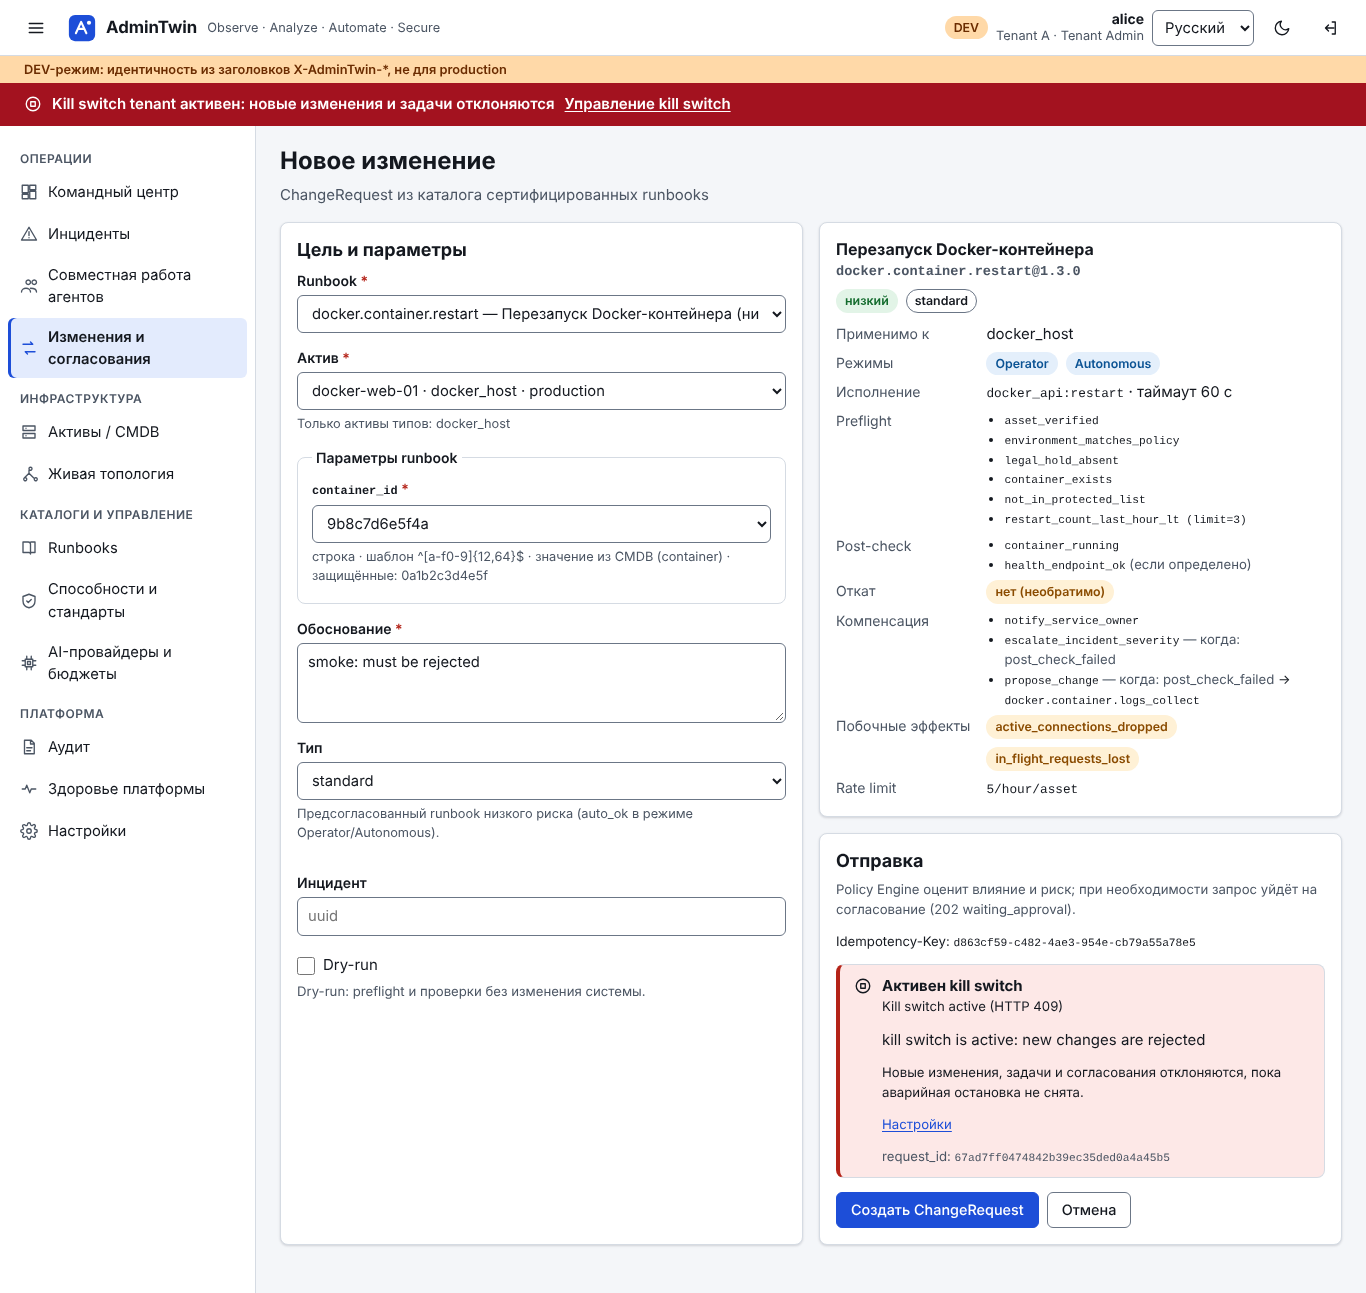 AdminTwin
Observe · Analyze · Automate · Secure
DEV
alice
Tenant A · Tenant Admin
Русский
DEV-режим: идентичность из заголовков X-AdminTwin-*, не для production
Kill switch tenant активен: новые изменения и задачи отклоняются Управление kill switch
ОПЕРАЦИИ
Командный центр
Инциденты
Совместная работа
агентов
Изменения и
согласования
ИНФРАСТРУКТУРА
Активы / CMDB
Живая топология
КАТАЛОГИ И УПРАВЛЕНИЕ
Runbooks
Способности и
стандарты
AI-провайдеры и
бюджеты
ПЛАТФОРМА
Аудит
Здоровье платформы
Настройки
Новое изменение
ChangeRequest из каталога сертифицированных runbooks
Цель и параметры
Runbook *
docker.container.restart — Перезапуск Docker-контейнера (ни
Актив *
docker-web-01 · docker_host · production
Только активы типов: docker_host
Параметры runbook
container_id *
9b8c7d6e5f4a
строка · шаблон ^[a-f0-9]{12,64}$ · значение из CMDB (container) ·
защищённые: 0a1b2c3d4e5f
Обоснование *
smoke: must be rejected
Тип
standard
Предсогласованный runbook низкого риска (auto_ok в режиме
Operator/Autonomous).
Инцидент
uuid
Dry-run
Dry-run: preflight и проверки без изменения системы.
Перезапуск Docker-контейнера
docker.container.restart@1.3.0
низкий standard
Применимо к docker_host
Режимы Operator Autonomous
Исполнение docker_api:restart · таймаут 60 с
Preflight
• asset_verified
• environment_matches_policy
• legal_hold_absent
• container_exists
• not_in_protected_list
• restart_count_last_hour_lt (limit=3)
Post-check
• container_running
• health_endpoint_ok (если определено)
Откат нет (необратимо)
Компенсация
• notify_service_owner
• escalate_incident_severity — когда:
post_check_failed
• propose_change — когда: post_check_failed →
docker.container.logs_collect
Побочные эффекты active_connections_dropped
in_flight_requests_lost
Rate limit 5/hour/asset
Отправка
Policy Engine оценит влияние и риск; при необходимости запрос уйдёт на
согласование (202 waiting_approval).
Idempotency-Key: d863cf59-c482-4ae3-954e-cb79a55a78e5
Активен kill switch
Kill switch active (HTTP 409)
kill switch is active: new changes are rejected
Новые изменения, задачи и согласования отклоняются, пока
аварийная остановка не снята.
Настройки
request_id: 67ad7ff0474842b39ec35ded0a4a45b5
Создать ChangeRequest Отмена